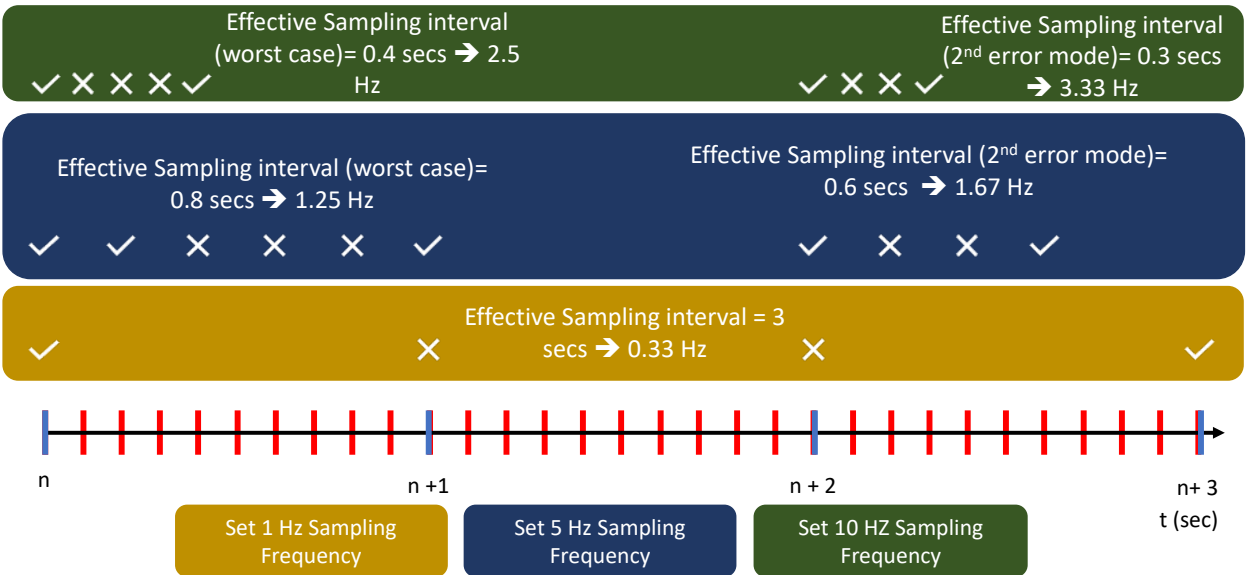 Effective Sampling interval
(worst case)= 0.4 secs ➔ 2.5
Hz
✓ ✕ ✕ ✕ ✓
Effective Sampling interval
(2nd error mode)= 0.3 secs
➔ 3.33 Hz
✓ ✕ ✕ ✓
Effective Sampling interval (worst case)=
0.8 secs ➔ 1.25 Hz
✓ ✓ ✕ ✕ ✕ ✓
Effective Sampling interval (2nd error mode)=
0.6 secs ➔ 1.67 Hz
✓ ✕ ✕ ✓
Effective Sampling interval = 3
secs ➔ 0.33 Hz
✓ ✕ ✕ ✓
n
n +1
n + 2
n+ 3
t (sec)
Set 1 Hz Sampling
Frequency
Set 5 Hz Sampling
Frequency
Set 10 HZ Sampling
Frequency